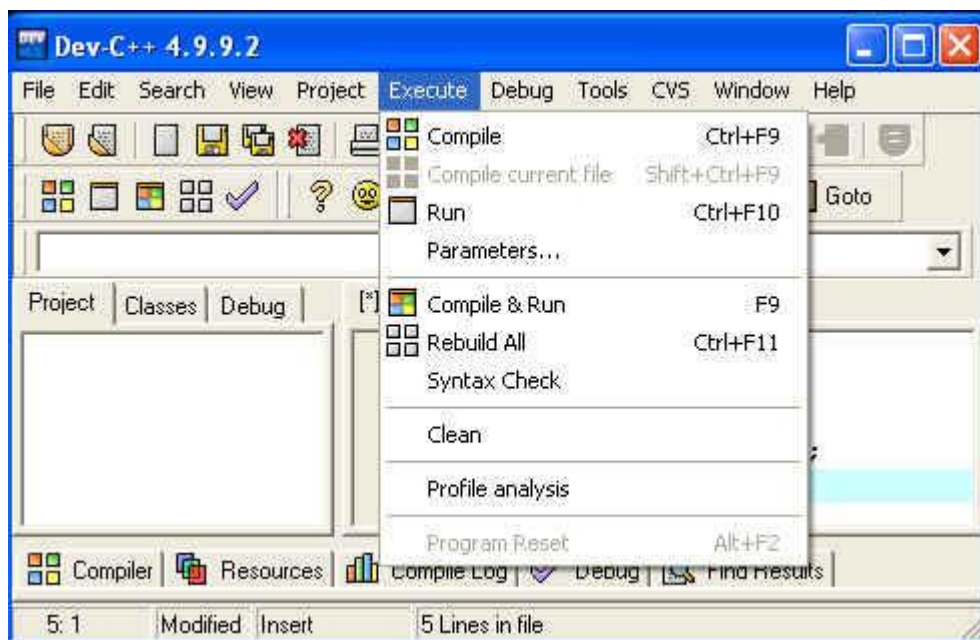 Dev-C++ 4.9.9.2
File Edit Search View Project Execute Debug Tools CVS Window Help
Compile Ctrl+F9
Compile current file Shift+Ctrl+F9
Run Ctrl+F10
Goto
Parameters...
Project Classes Debug [*]
Compile & Run F9
Rebuild All Ctrl+F11
Syntax Check
Clean
;
Profile analysis
Program Reset Alt+F2
Compiler Resources Compile Log Debug Find Results
5: 1 Modified Insert 5 Lines in file